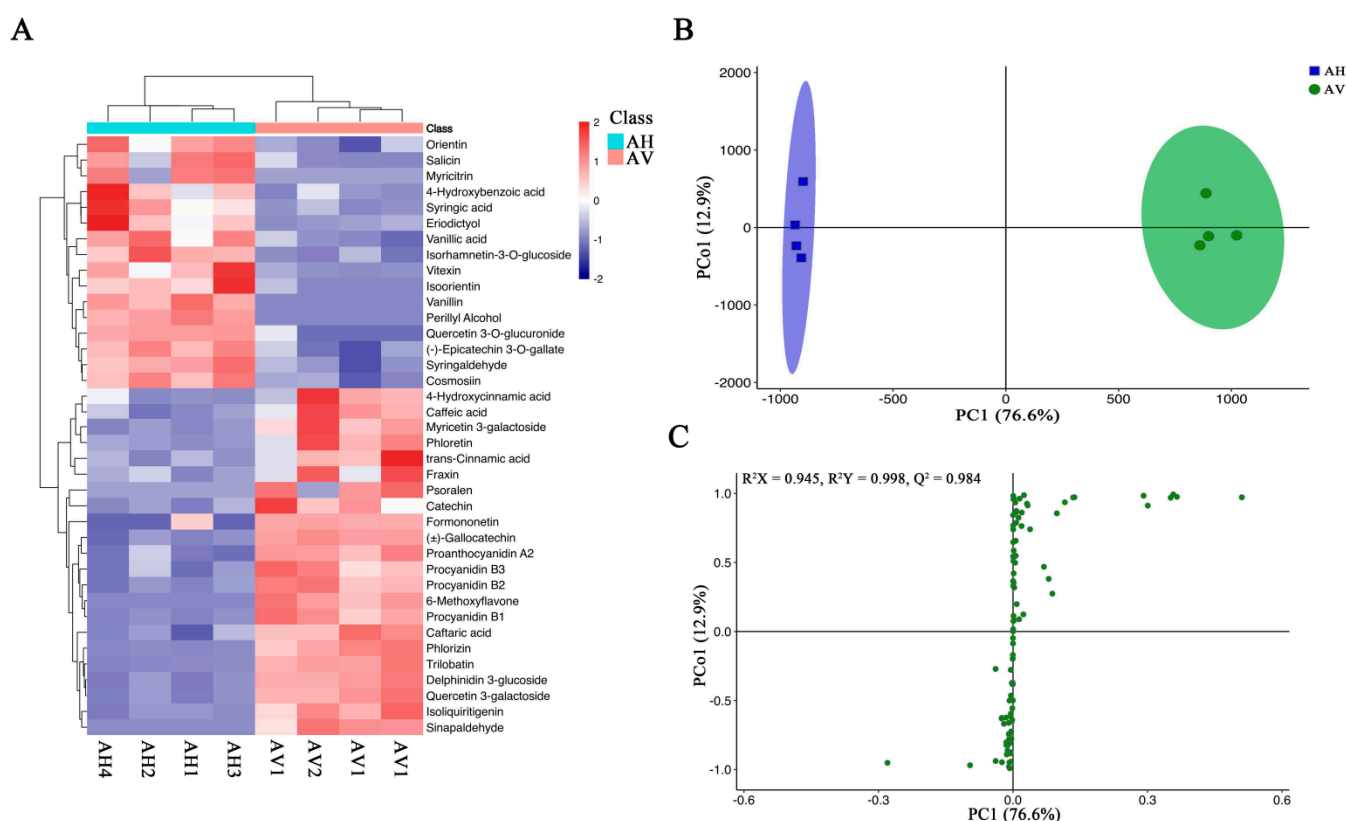 A
Class
Orientin
Salicin
Myricitrin
4-Hydroxybenzoic acid
Syringic acid
Eriodictyol
Vanillic acid
Isorhamnetin-3-O-glucoside
Vitexin
Isoorientin
Vanillin
Perillyl Alcohol
Quercetin 3-O-glucuronide
(-)-Epicatechin 3-O-gallate
Syringaldehyde
Cosmosiin
4-Hydroxycinnamic acid
Caffeic acid
Myricetin 3-galactoside
Phloretin
trans-Cinnamic acid
Fraxin
Psoralen
Catechin
Formononetin
(±)-Gallocatechin
Proanthocyanidin A2
Procyanidin B3
Procyanidin B2
6-Methoxyflavone
Procyanidin B1
Caftaric acid
Phlorizin
Trilobatin
Delphinidin 3-glucoside
Quercetin 3-galactoside
Isoliquiritigenin
Sinapaldehyde
AH4
AH2
AH1
AH3
AV1
AV2
AV1
AV1
2
1
0
-1
-2
Class
AH
AV
B
PCo1 (12.9%)
2000
1000
0
-1000
-2000
-1000
-500
0
500
1000
PC1 (76.6%)
AH
AV
C
R²X = 0.945, R²Y = 0.998, Q² = 0.984
PCo1 (12.9%)
1.0
0.5
0.0
-0.5
-1.0
-0.6
-0.3
0.0
0.3
0.6
PC1 (76.6%)